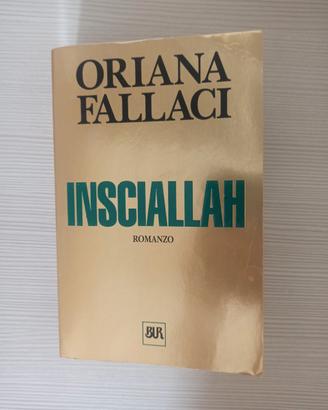 ORIANA
FALLACI
INSCIALLAH
ROMANZO
BUR